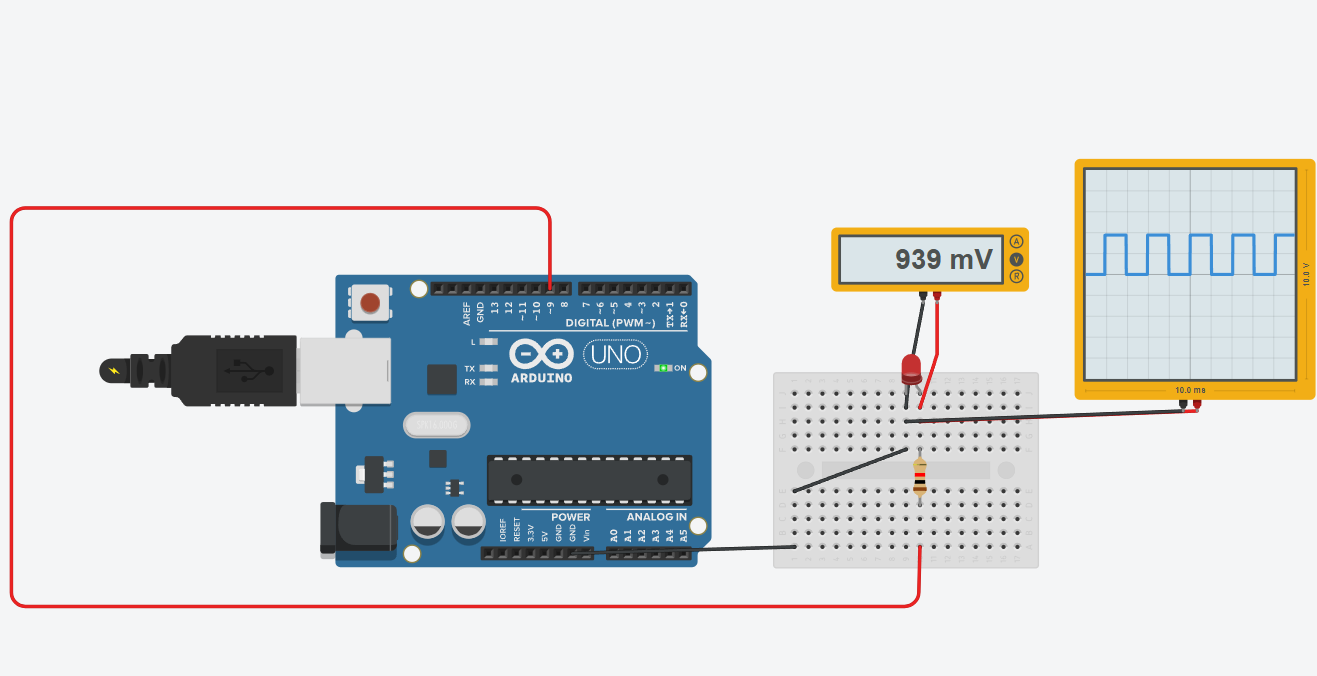 939 mV
A
V
R
10.0 V
10.0 ms
AREF
GND
13
12
~11
~10
~9
8
7
~6
~5
4
~3
2
TX→1
RX←0
DIGITAL (PWM~)
L
TX
RX
ARDUINO
UNO
ON
IOREF
RESET
3.3V
5V
GND
GND
Vin
POWER
ANALOG IN
A0
A1
A2
A3
A4
A5